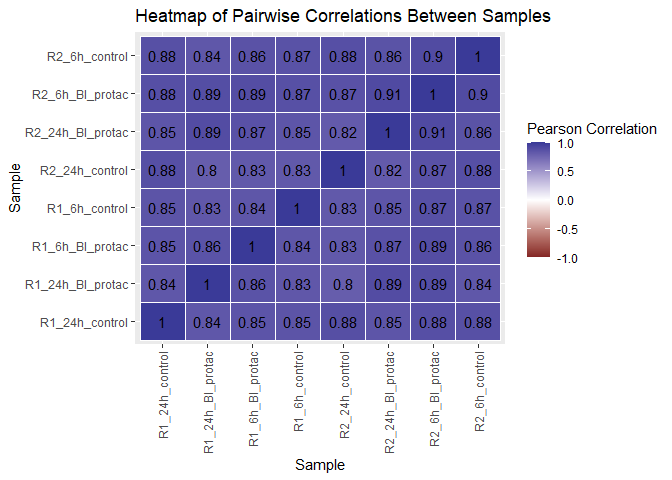 Heatmap of Pairwise Correlations Between Samples
R2_6h_control 0.88 0.84 0.86 0.87 0.88 0.86 0.9 1
R2_6h_BI_protac 0.88 0.89 0.89 0.87 0.87 0.91 1 0.9
R2_24h_BI_protac 0.85 0.89 0.87 0.85 0.82 1 0.91 0.86
R2_24h_control 0.88 0.8 0.83 0.83 1 0.82 0.87 0.88
R1_6h_control 0.85 0.83 0.84 1 0.83 0.85 0.87 0.87
R1_6h_BI_protac 0.85 0.86 1 0.84 0.83 0.87 0.89 0.86
R1_24h_BI_protac 0.84 1 0.86 0.83 0.8 0.89 0.89 0.84
R1_24h_control 1 0.84 0.85 0.85 0.88 0.85 0.88 0.88
Sample
R1_24h_control
R1_24h_BI_protac
R1_6h_BI_protac
R1_6h_control
R2_24h_control
R2_24h_BI_protac
R2_6h_BI_protac
R2_6h_control
Sample
Pearson Correlation
1.0
0.5
0.0
-0.5
-1.0